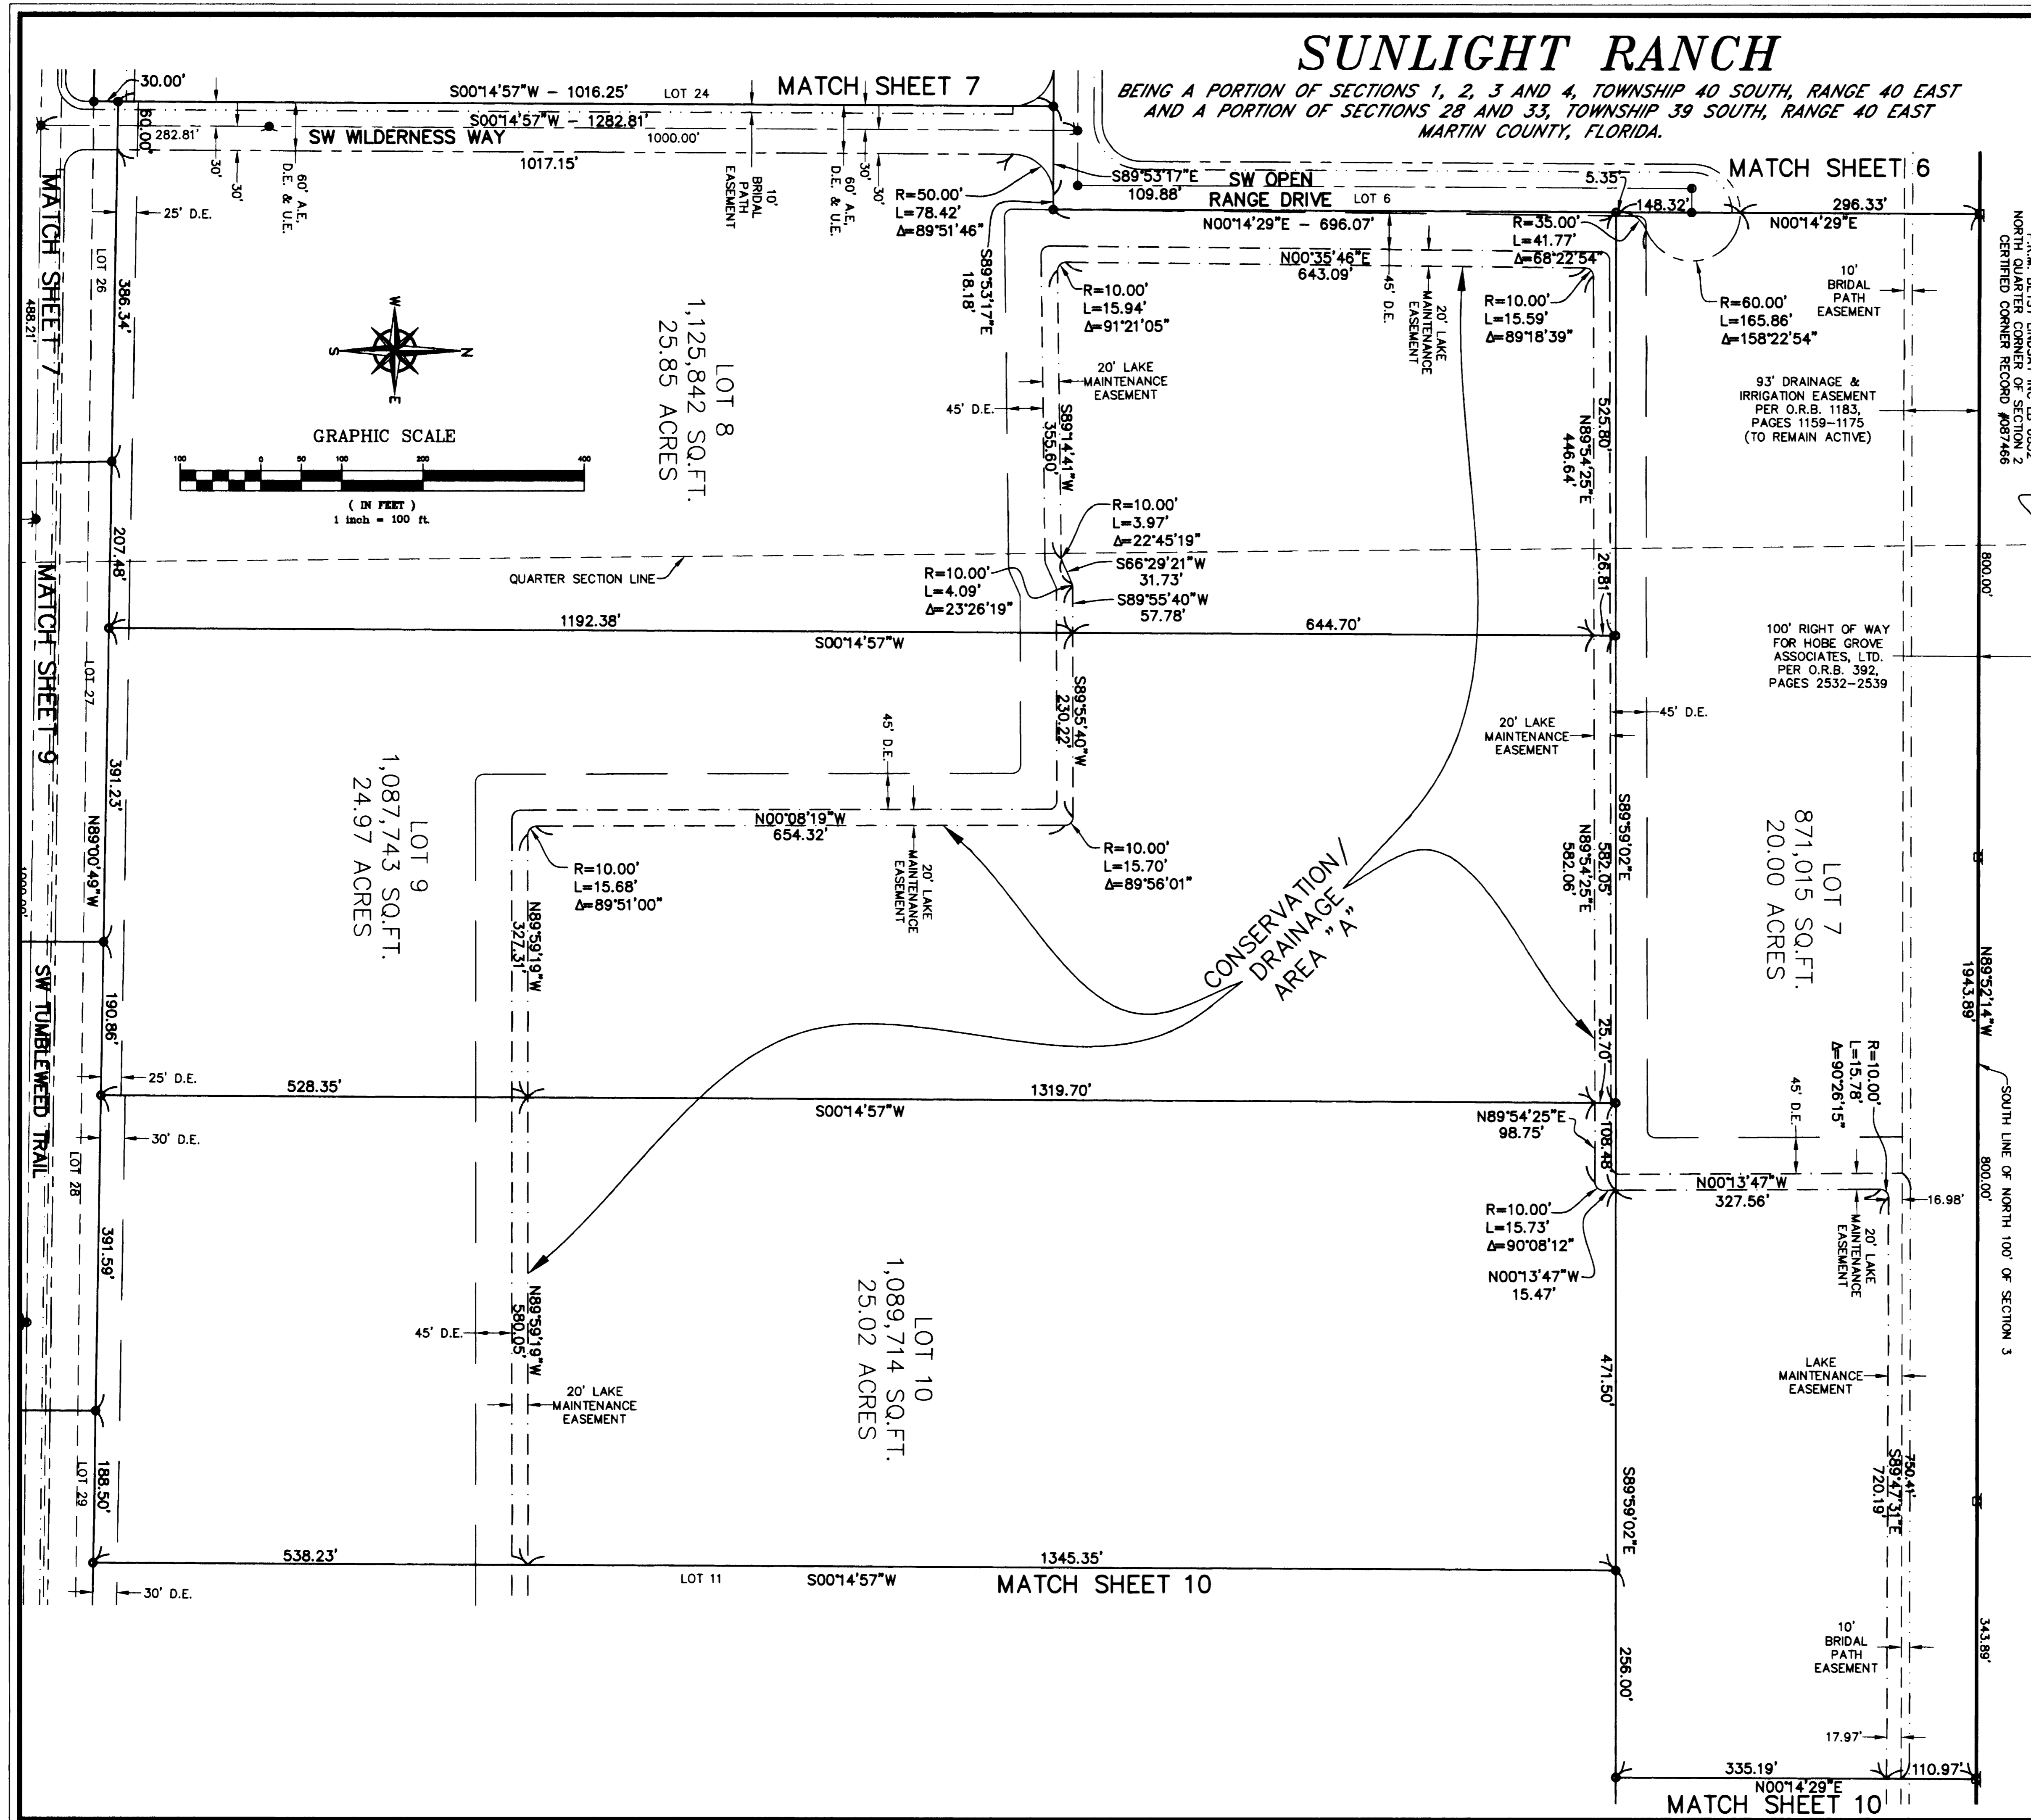 SUNLIGHT RANCH
BEING A PORTION OF SECTIONS 1, 2, 3 AND 4, TOWNSHIP 40 SOUTH, RANGE 40 EAST
AND A PORTION OF SECTIONS 28 AND 33, TOWNSHIP 39 SOUTH, RANGE 40 EAST
MARTIN COUNTY, FLORIDA.
MATCH SHEET 7
30.00'
S00°14'57"W - 1016.25'
LOT 24
S00°14'57"W - 1282.81'
60.00'
282.81'
SW WILDERNESS WAY
1000.00'
1017.15'
30'
30'
60' A.E,
D.E. & U.E.
10'
BRIDAL
PATH
EASEMENT
60' A.E,
D.E. & U.E.
30'
30'
R=50.00'
L=78.42'
Δ=89°51'46"
S89°53'17"E
109.88'
SW OPEN
RANGE DRIVE
LOT 6
N00°14'29"E - 696.07'
5.35'
MATCH SHEET 6
148.32'
296.33'
N00°14'29"E
R=35.00'
L=41.77'
Δ=68°22'54"
S89°53'17"E
18.18'
N00°35'46"E
643.09'
45' D.E.
20' LAKE
MAINTENANCE
EASEMENT
R=10.00'
L=15.94'
Δ=91°21'05"
R=10.00'
L=15.59'
Δ=89°18'39"
R=60.00'
L=165.86'
Δ=158°22'54"
10'
BRIDAL
PATH
EASEMENT
NORTH QUARTER CORNER OF SECTION 2
CERTIFIED CORNER RECORD #087466
MATCH SHEET 7
488.21'
LOT 26
386.34'
25' D.E.
W
S
N
E
GRAPHIC SCALE
100
0
50
100
200
400
( IN FEET )
1 inch = 100 ft.
LOT 8
1,125,842 SQ.FT.
25.85 ACRES
20' LAKE
MAINTENANCE
EASEMENT
45' D.E.
S89°14'41"W
355.60'
525.80'
N89°54'25"E
446.64'
93' DRAINAGE &
IRRIGATION EASEMENT
PER O.R.B. 1183,
PAGES 1159-1175
(TO REMAIN ACTIVE)
R=10.00'
L=3.97'
Δ=22°45'19"
S66°29'21"W
31.73'
S89°55'40"W
57.78'
R=10.00'
L=4.09'
Δ=23°26'19"
QUARTER SECTION LINE
207.48'
26.81'
800.00'
MATCH SHEET 9
1192.38'
S00°14'57"W
644.70'
LOT 27
100' RIGHT OF WAY
FOR HOBE GROVE
ASSOCIATES, LTD.
PER O.R.B. 392,
PAGES 2532-2539
45' D.E.
20' LAKE
MAINTENANCE
EASEMENT
S89°55'40"W
230.22'
45' D.E.
391.23'
N89°00'49"W
LOT 9
1,087,743 SQ.FT.
24.97 ACRES
N00°08'19"W
654.32'
20' LAKE
MAINTENANCE
EASEMENT
R=10.00'
L=15.68'
Δ=89°51'00"
R=10.00'
L=15.70'
Δ=89°56'01"
CONSERVATION/
DRAINAGE
AREA "A"
S89°59'02"E
582.05'
N89°54'25"E
582.06'
LOT 7
871,015 SQ.FT.
20.00 ACRES
N89°52'14"W
1943.89'
SW TUMBLEWEED TRAIL
190.86'
N89°59'19"W
327.31'
25.70'
25' D.E.
528.35'
1319.70'
S00°14'57"W
30' D.E.
LOT 28
N89°54'25"E
98.75'
108.48'
45' D.E.
R=10.00'
L=15.78'
Δ=90°26'15"
SOUTH LINE OF NORTH 100' OF SECTION 3
800.00'
N00°13'47"W
327.56'
16.98'
20' LAKE
MAINTENANCE
EASEMENT
R=10.00'
L=15.73'
Δ=90°08'12"
N00°13'47"W
15.47'
391.59'
45' D.E.
N89°59'19"W
580.05'
20' LAKE
MAINTENANCE
EASEMENT
LOT 10
1,089,714 SQ.FT.
25.02 ACRES
471.50'
LAKE
MAINTENANCE
EASEMENT
750.41'
S89°47'31"E
720.19'
188.50'
LOT 29
S89°59'02"E
538.23'
1345.35'
LOT 11
S00°14'57"W
MATCH SHEET 10
30' D.E.
256.00'
10'
BRIDAL
PATH
EASEMENT
343.89'
17.97'
335.19'
110.97'
N00°14'29"E
MATCH SHEET 10